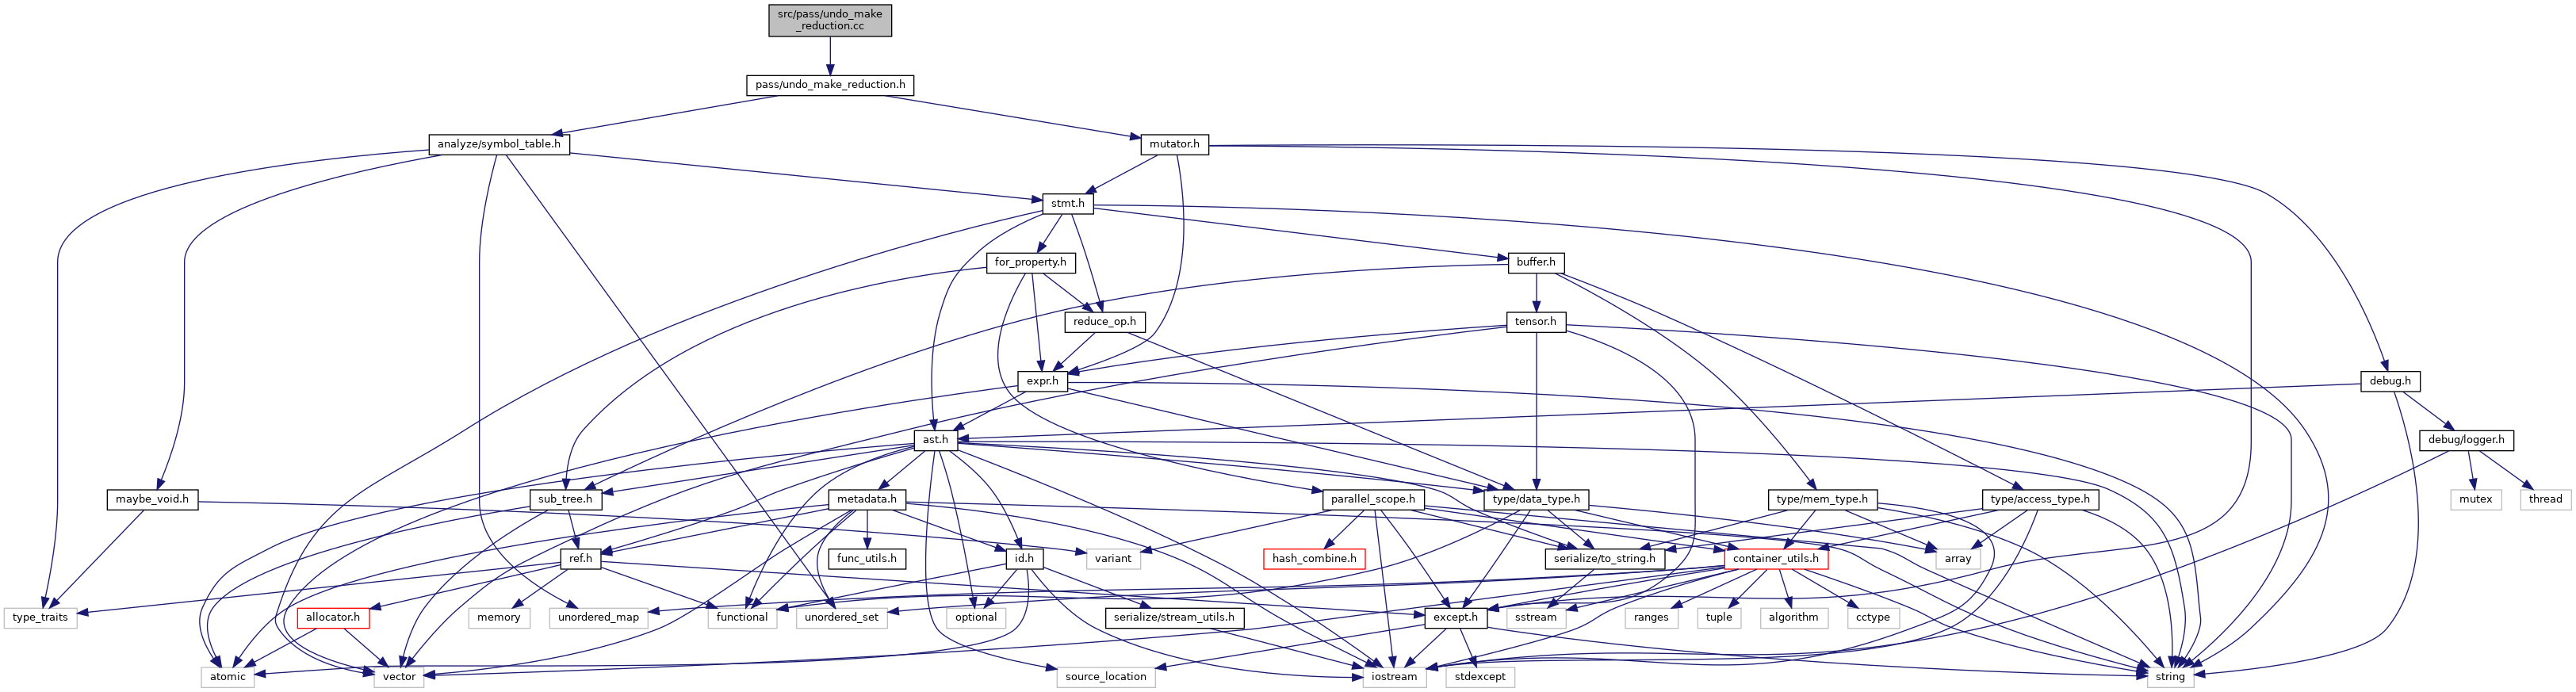 src/pass/undo_make
_reduction.cc
pass/undo_make_reduction.h
analyze/symbol_table.h
mutator.h
stmt.h
for_property.h
buffer.h
reduce_op.h
tensor.h
expr.h
debug.h
ast.h
debug/logger.h
maybe_void.h
sub_tree.h
metadata.h
parallel_scope.h
type/data_type.h
type/mem_type.h
type/access_type.h
mutex
thread
ref.h
func_utils.h
id.h
variant
hash_combine.h
serialize/to_string.h
container_utils.h
array
type_traits
allocator.h
memory
unordered_map
functional
unordered_set
optional
serialize/stream_utils.h
except.h
sstream
ranges
tuple
algorithm
cctype
atomic
vector
source_location
iostream
stdexcept
string